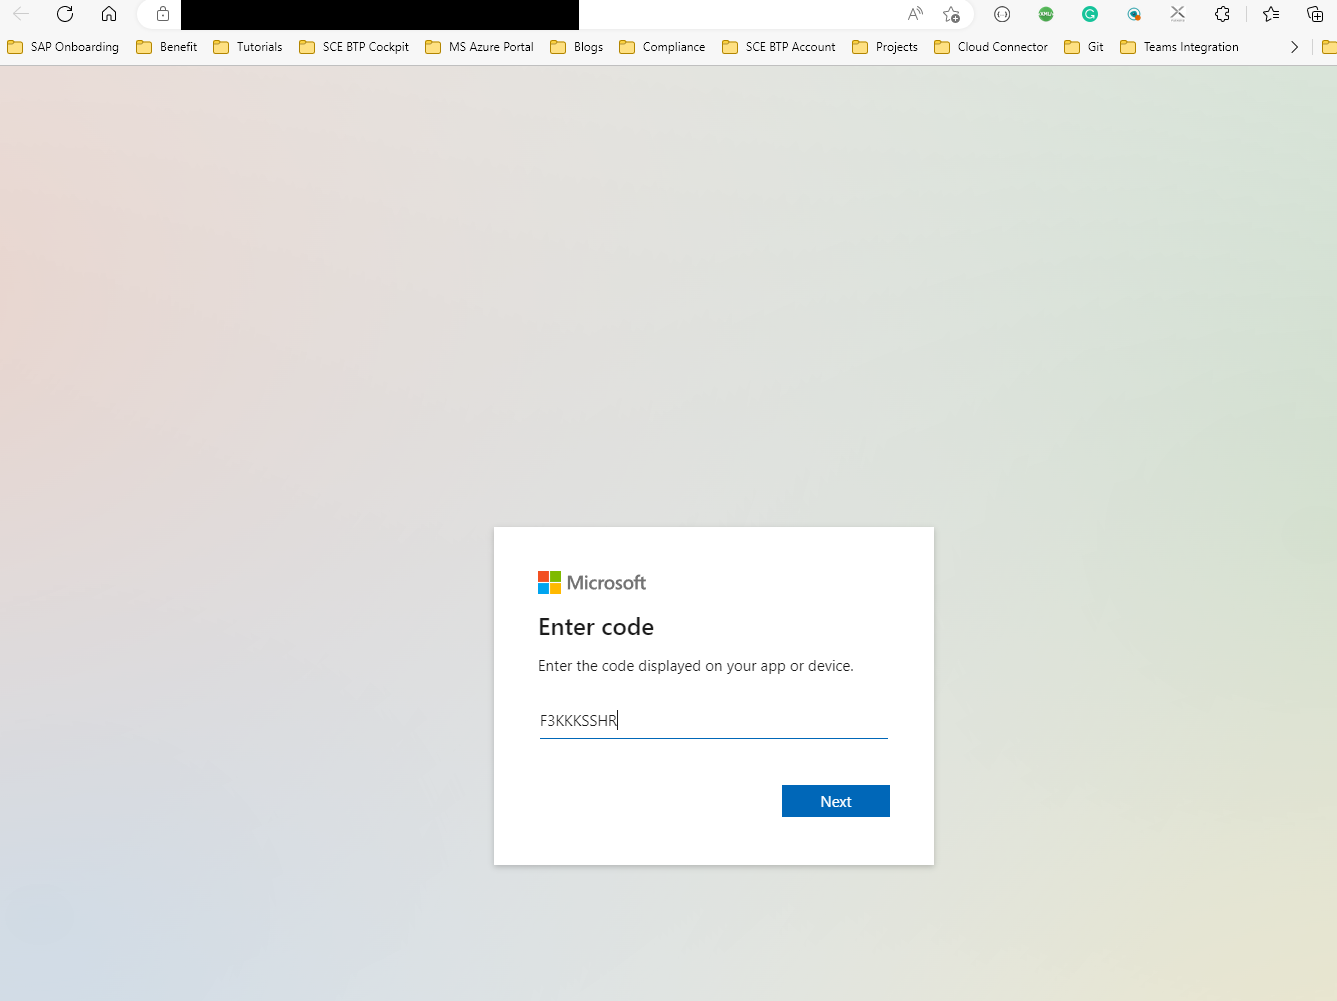 SAP Onboarding Benefit Tutorials SCE BTP Cockpit MS Azure Portal Blogs Compliance SCE BTP Account Projects Cloud Connector Git Teams Integration
Microsoft
Enter code
Enter the code displayed on your app or device.
F3KKKSSHR
Next